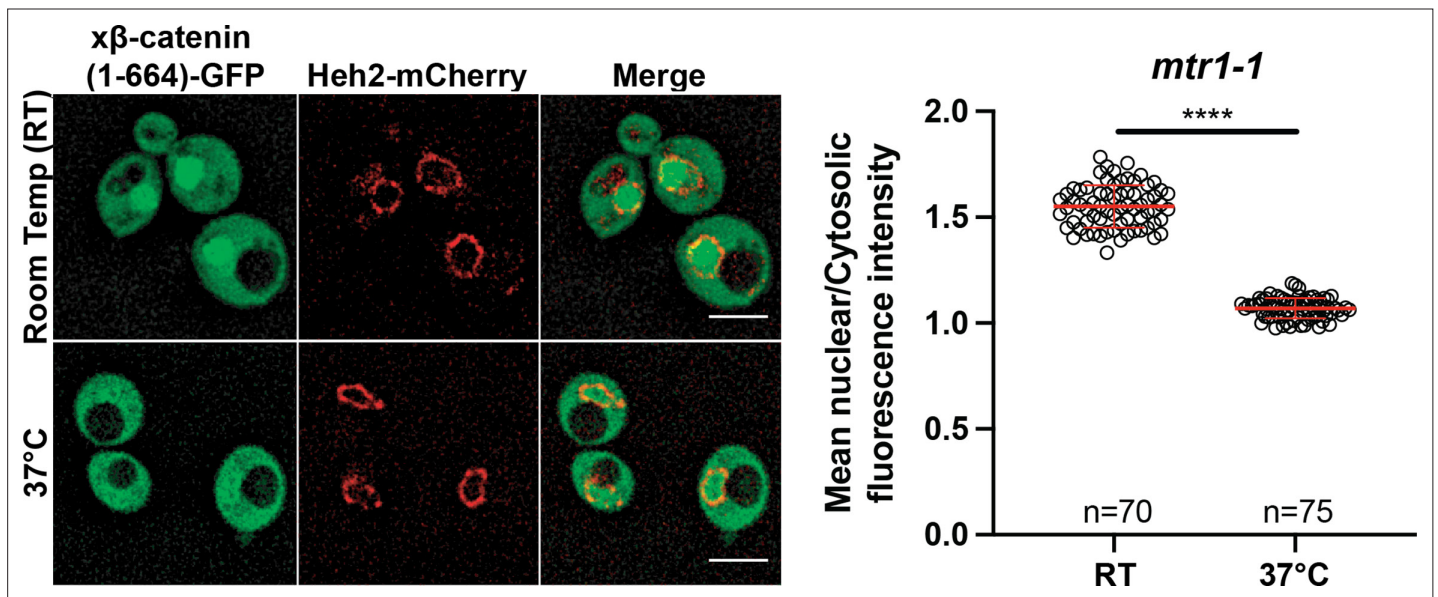 xβ-catenin
(1-664)-GFP
Heh2-mCherry
Merge
Room Temp (RT)
37°C
mtr1-1
****
Mean nuclear/Cytosolic
fluorescence intensity
2.0
1.5
1.0
0.5
0.0
n=70
n=75
RT
37°C